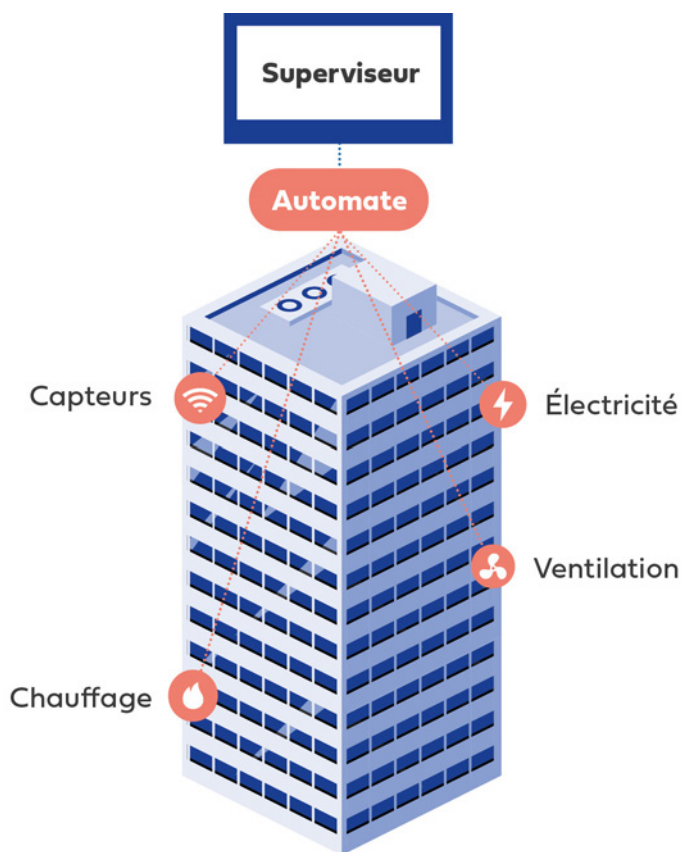 Superviseur
Automate
Capteurs
Électricité
Ventilation
Chauffage